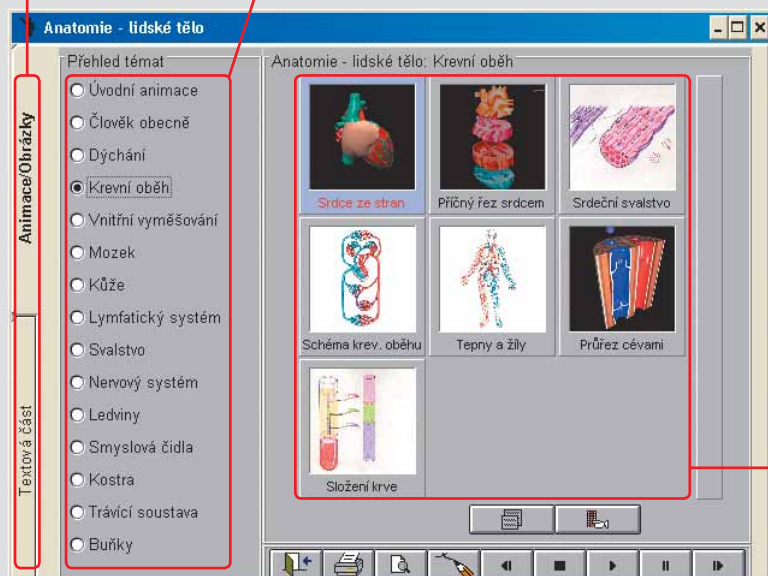 Anatomie - lidské tělo
Animace/Obrázky
Textová část
Přehled témat
Úvodní animace
Člověk obecně
Dýchání
Krevní oběh
Vnitřní vyměšování
Mozek
Kůže
Lymfatický systém
Svalstvo
Nervový systém
Ledviny
Smyslová čidla
Kostra
Trávící soustava
Buňky
Anatomie - lidské tělo: Krevní oběh
Srdce ze stran
Příčný řez srdcem
Srdeční svalstvo
Schéma krev. oběhu
Tepny a žíly
Průřez cévami
Složení krve